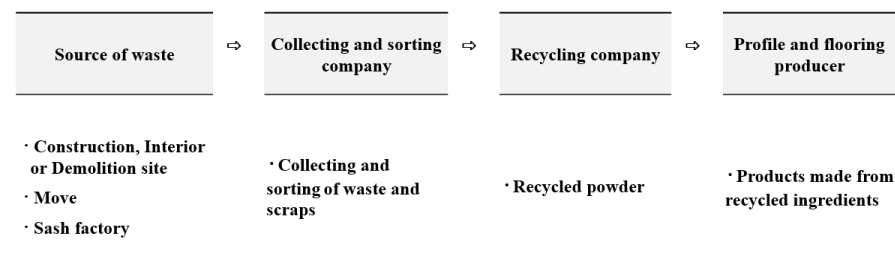 Source of waste
⇨
Collecting and sorting
company
⇨
Recycling company
⇨
Profile and flooring
producer
· Construction, Interior
or Demolition site
· Move
· Sash factory
· Collecting and
sorting of waste and
scraps
· Recycled powder
· Products made from
recycled ingredients